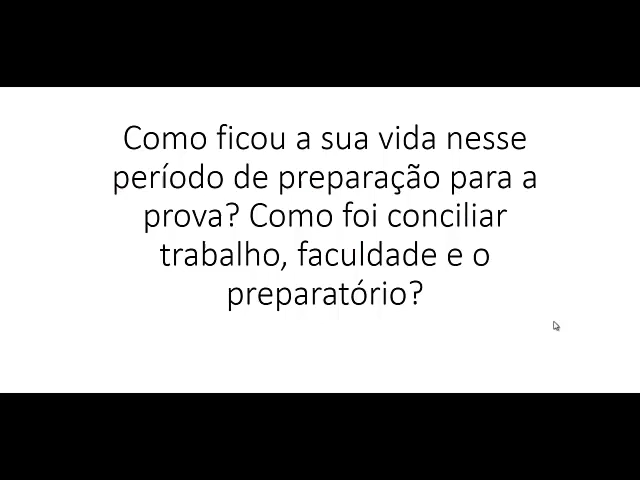 Como ficou a sua vida nesse
período de preparação para a
prova? Como foi conciliar
trabalho, faculdade e o
preparatório?